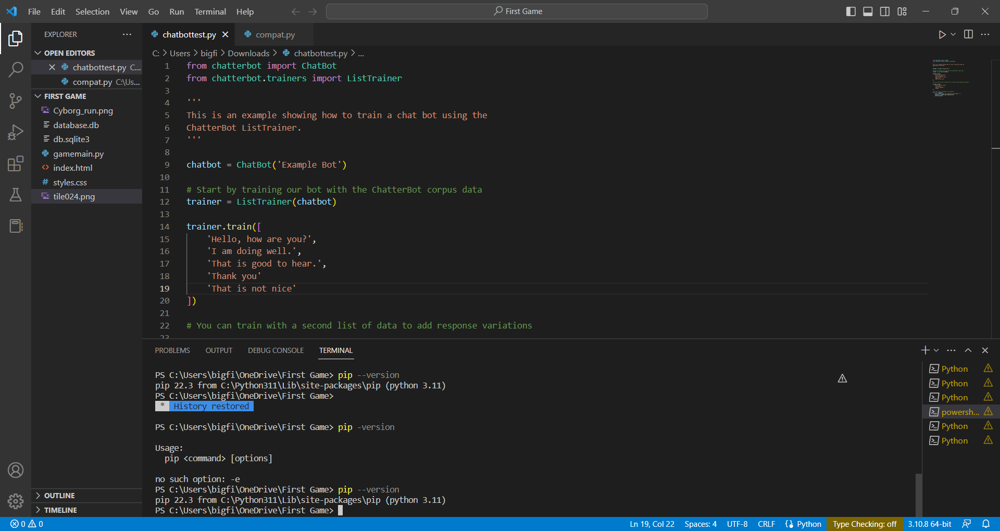 File Edit Selection View Go Run Terminal Help
First Game
EXPLORER
OPEN EDITORS
chatbottest.py C...
compat.py C:\Us...
FIRST GAME
Cyborg_run.png
database.db
db.sqlite3
gamemain.py
index.html
styles.css
tile024.png
OUTLINE
TIMELINE
chatbottest.py
compat.py
C: > Users > bigfi > Downloads > chatbottest.py > ...
1 from chatterbot import ChatBot
2 from chatterbot.trainers import ListTrainer
3
4 '''
5 This is an example showing how to train a chat bot using the
6 ChatterBot ListTrainer.
7 '''
8
9 chatbot = ChatBot('Example Bot')
10
11 # Start by training our bot with the ChatterBot corpus data
12 trainer = ListTrainer(chatbot)
13
14 trainer.train([
15 'Hello, how are you?',
16 'I am doing well.',
17 'That is good to hear.',
18 'Thank you'
19 'That is not nice'
20 ])
21
22 # You can train with a second list of data to add response variations
23
PROBLEMS OUTPUT DEBUG CONSOLE TERMINAL
PS C:\Users\bigfi\OneDrive\First Game> pip --version
pip 22.3 from C:\Python311\Lib\site-packages\pip (python 3.11)
PS C:\Users\bigfi\OneDrive\First Game>
* History restored
PS C:\Users\bigfi\OneDrive\First Game> pip -version
Usage:
pip <command> [options]
no such option: -e
PS C:\Users\bigfi\OneDrive\First Game> pip --version
pip 22.3 from C:\Python311\Lib\site-packages\pip (python 3.11)
PS C:\Users\bigfi\OneDrive\First Game>
Python
Python
Python
powersh...
Python
Python
0 0
Ln 19, Col 22 Spaces: 4 UTF-8 CRLF Python Type Checking: off 3.10.8 64-bit